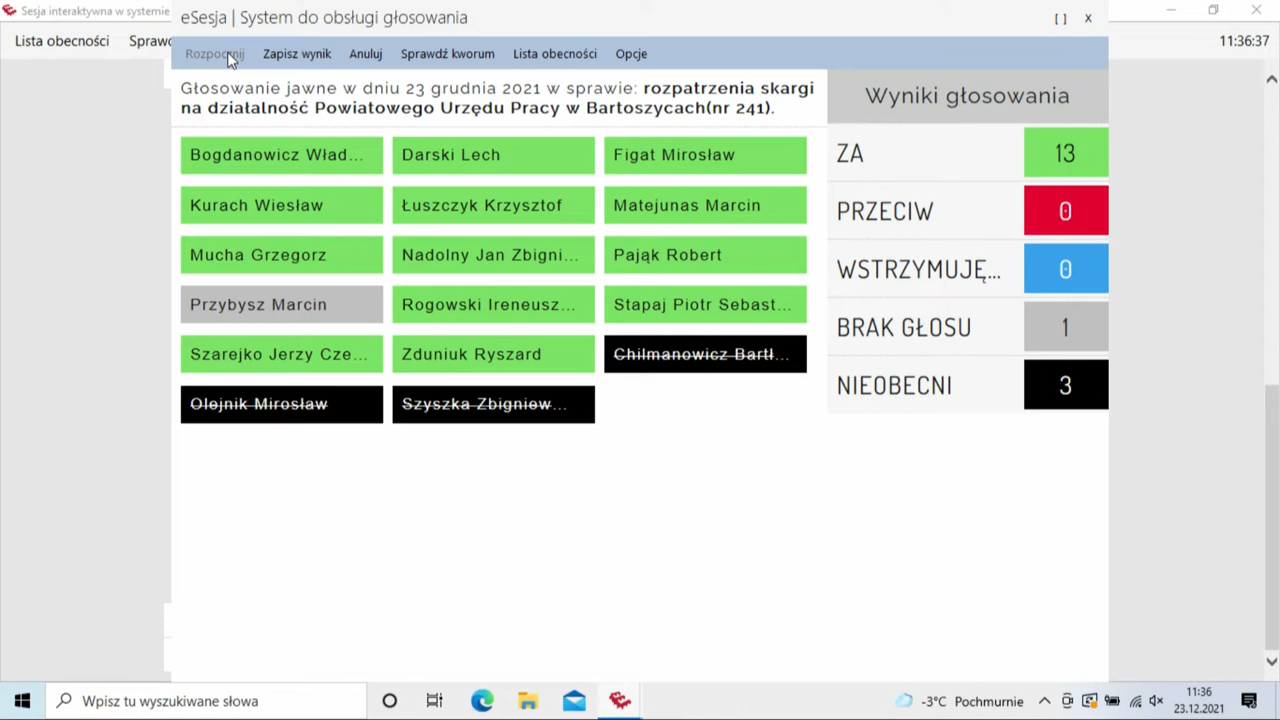 Sesja interaktywna w systemie
eSesja | System do obsługi głosowania
[ ] x
Lista obecności
Rozpocznij Zapisz wynik Anuluj Sprawdź kworum Lista obecności Opcje
11:36:37
Głosowanie jawne w dniu 23 grudnia 2021 w sprawie: rozpatrzenia skargi
na działalność Powiatowego Urzędu Pracy w Bartoszycach(nr 241).
Bogdanowicz Wład... Darski Lech Figat Mirosław
Kurach Wiesław Łuszczyk Krzysztof Matejunas Marcin
Mucha Grzegorz Nadolny Jan Zbigni... Pająk Robert
Przybysz Marcin Rogowski Ireneusz... Stapaj Piotr Sebast...
Szarejko Jerzy Cze... Zduniuk Ryszard Chilmanowicz Bartł...
Olejnik Mirosław Szyszka Zbigniew...
Wyniki głosowania
ZA 13
PRZECIW 0
WSTRZYMUJĘ... 0
BRAK GŁOSU 1
NIEOBECNI 3
Wpisz tu wyszukiwane słowa
-3°C Pochmurnie
11:36
23.12.2021